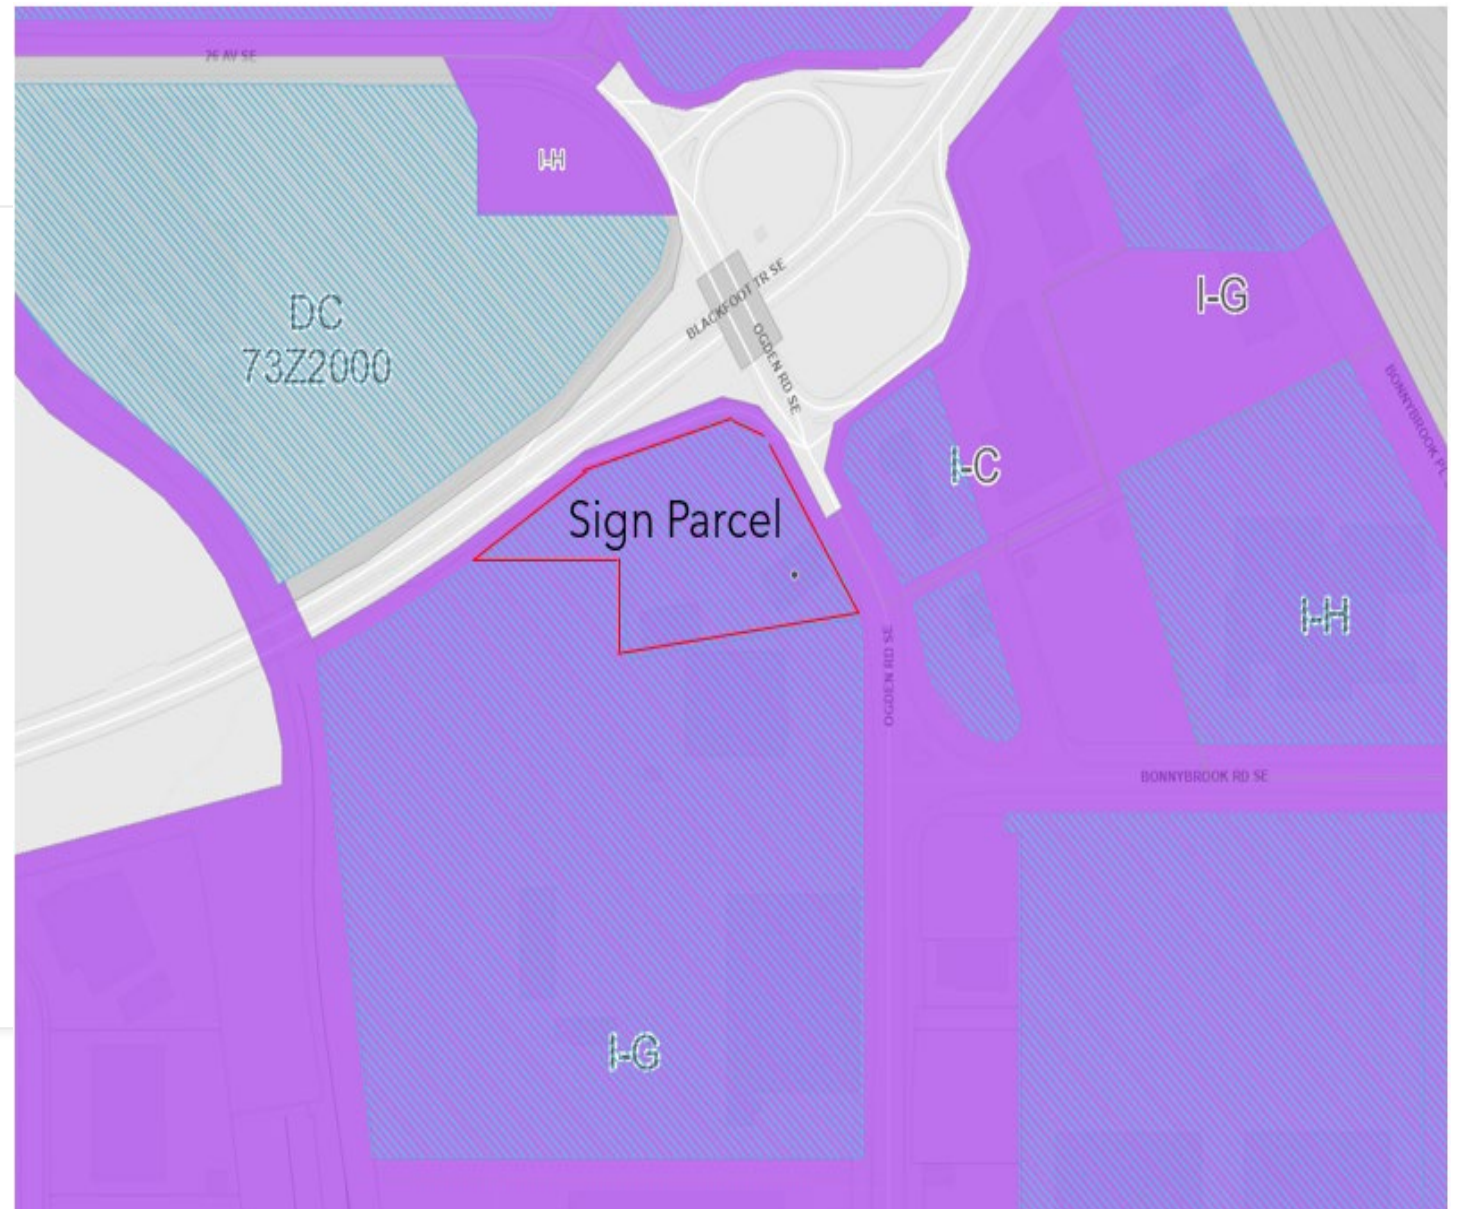 26 AV SE
I-H
DC
73Z2000
BLACKFOOT TR SE
OGDEN RD SE
I-G
BONNYBROOK PL
I-C
Sign Parcel
I-H
OGDEN RD SE
BONNYBROOK RD SE
I-G